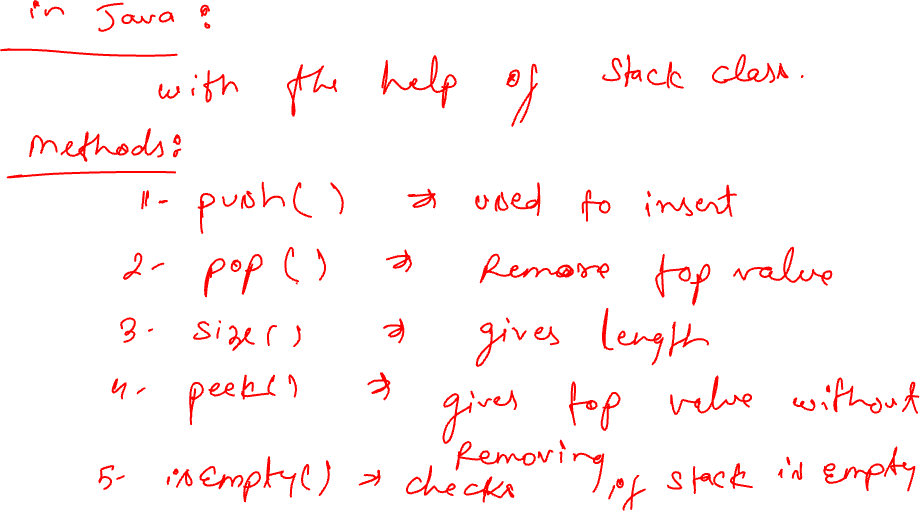 in Java :
with the help of Stack class.
Methods:
1- push() ⇒ used to insert
2- pop() ⇒ Remove top value
3- size() ⇒ gives length
4- peek() ⇒ gives top value without Removing
5- isEmpty() ⇒ checks if stack is empty